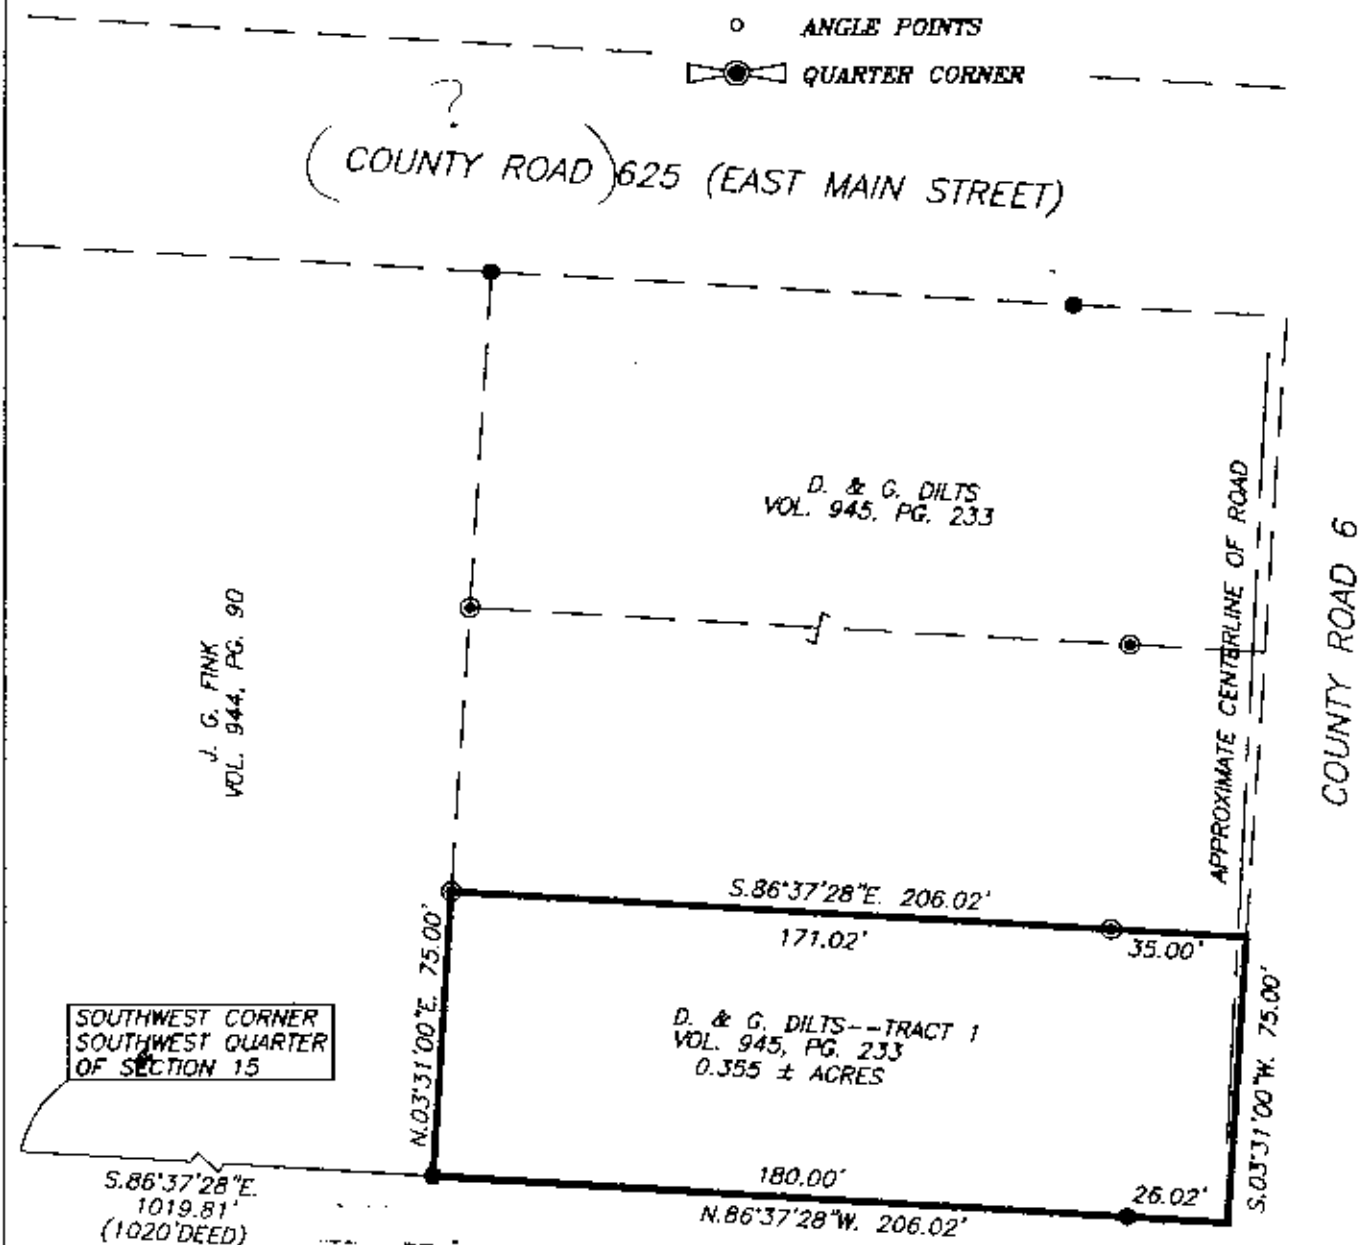 ANGLE POINTS
QUARTER CORNER
?
(COUNTY ROAD) 625 (EAST MAIN STREET)
D. & G. DILTS
VOL. 945, PG. 233
APPROXIMATE CENTERLINE OF ROAD
COUNTY ROAD 6
J. G. FINK
VOL. 944, PG. 90
S.86°37'28"E. 206.02'
171.02'
35.00'
N.03°31'00"E. 75.00'
S.03°31'00"W. 75.00'
D. & G. DILTS--TRACT 1
VOL. 945, PG. 233
0.355 ± ACRES
SOUTHWEST CORNER
SOUTHWEST QUARTER
OF SECTION 15
180.00'
26.02'
N.86°37'28"W. 206.02'
S.86°37'28"E.
1019.81'
(1020'DEED)